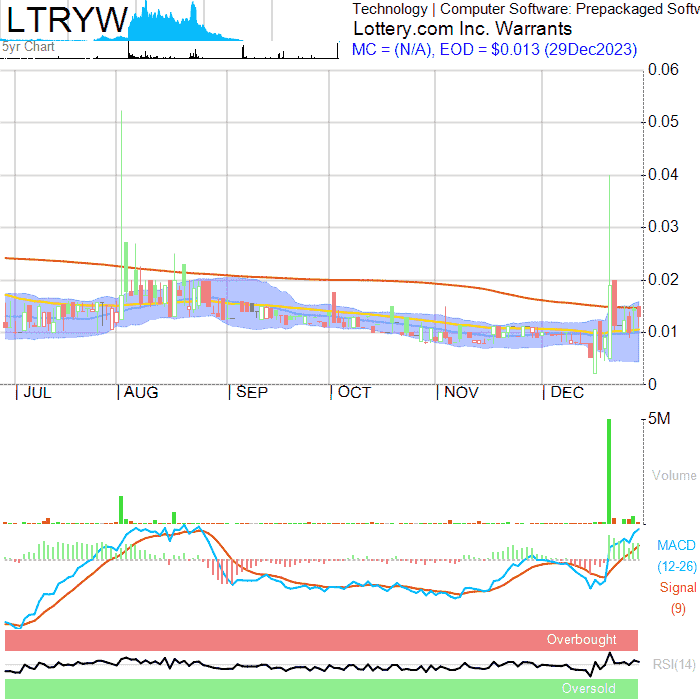 LTRYW
5yr Chart
Technology | Computer Software: Prepackaged Softw
Lottery.com Inc. Warrants
MC = (N/A), EOD = $0.013 (29Dec2023)
0.06
0.05
0.04
0.03
0.02
0.01
0
JUL
AUG
SEP
OCT
NOV
DEC
5M
Volume
MACD
(12-26)
Signal
(9)
Overbought
RSI(14)
Oversold